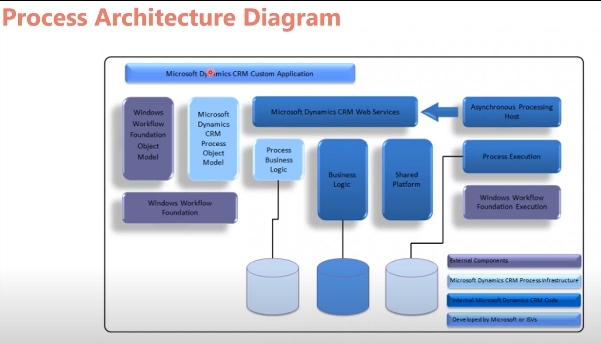 Process Architecture Diagram
Microsoft Dynamics CRM Custom Application
Windows
Workflow
Foundation
Object
Model
Microsoft
Dynamics
CRM
Process
Object
Model
Microsoft Dynamics CRM Web Services
Asynchronous Processing
Host
Process
Business
Logic
Business
Logic
Shared
Platform
Process Execution
Windows Workflow
Foundation
Windows Workflow
Foundation Execution
External Components
Microsoft Dynamics CRM Process Infrastructure
Internal Microsoft Dynamics CRM Code
Developed by Microsoft or ISVs